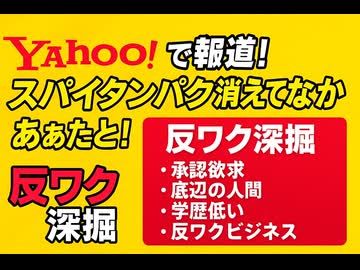 YAHOO!で報道!
スパイタンパク消えてなか
あぁたと!
反ワク
深掘
反ワク深掘
・承認欲求
・底辺の人間
・学歴低い
・反ワクビジネス